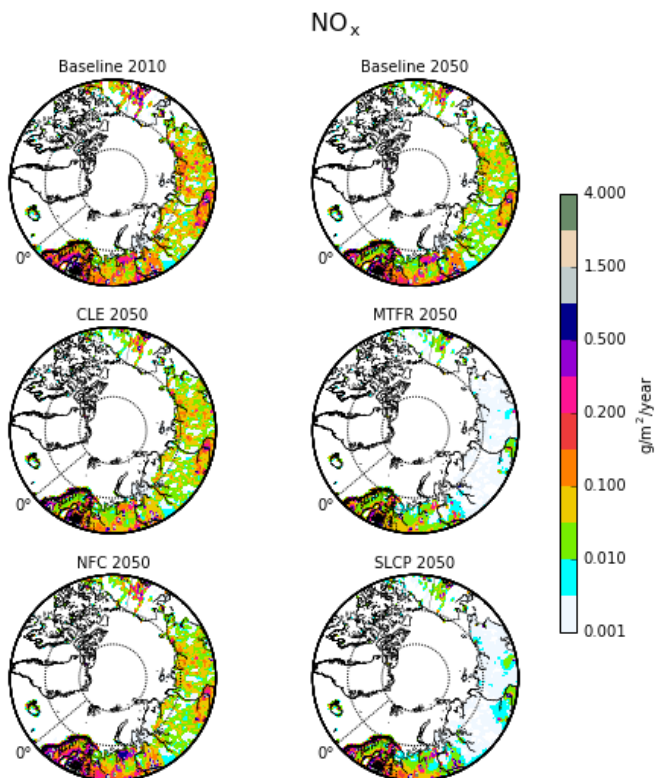 NOₓ
Baseline 2010
Baseline 2050
0°
0°
CLE 2050
MTFR 2050
0°
0°
NFC 2050
SLCP 2050
0°
0°
4.000
1.500
0.500
0.200
0.100
0.010
0.001
g/m²/year